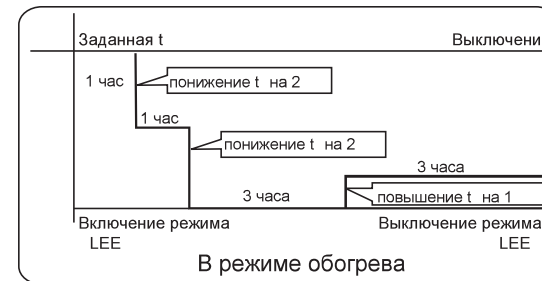 Заданная t
Выключени
1 час
понижение t на 2
1 час
понижение t на 2
3 часа
3 часа
повышение t на 1
Включение режима
LEE
Выключение режима
LEE
В режиме обогрева